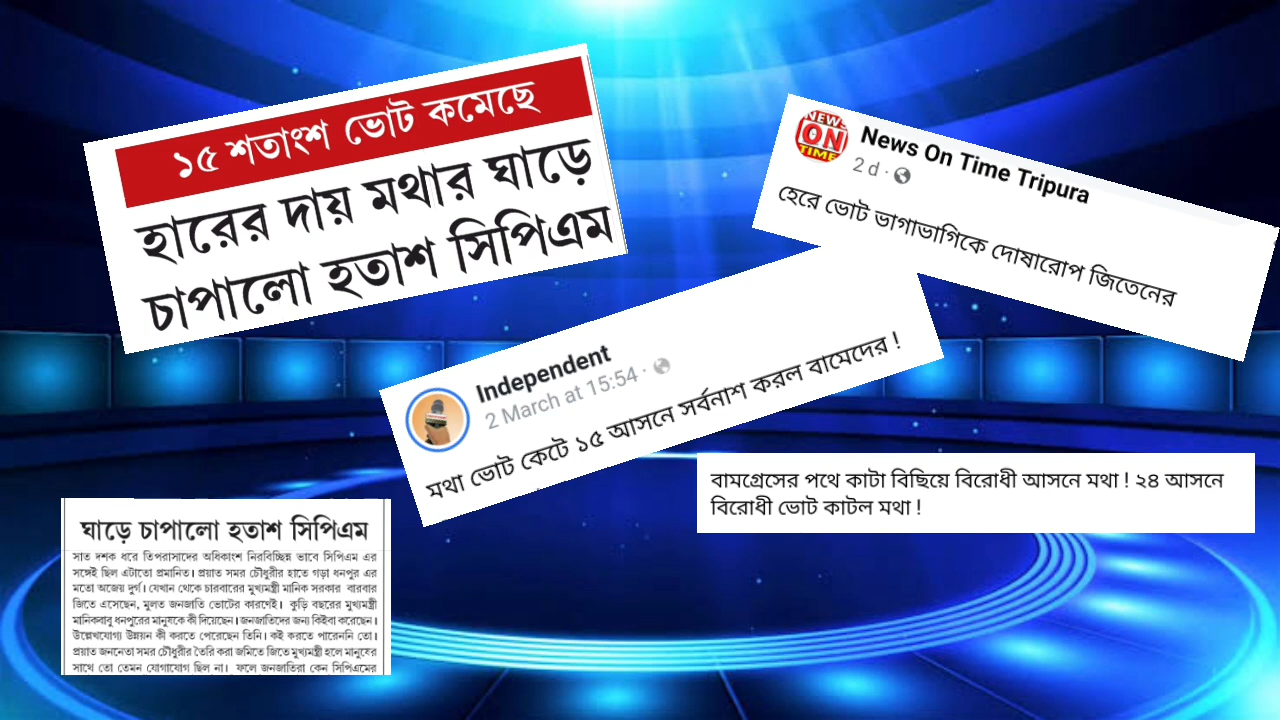 ১৫ শতাংশ ভোট কমেছে
হারের দায় মথার ঘাড়ে
চাপালো হতাশ সিপিএম
NEWS
ON
TIME
News On Time Tripura
2 d
হেরে ভোট ভাগাভাগিকে দোষারোপ জিতেনের
Independent
2 March at 15:54
মথা ভোট কেটে ১৫ আসনে সর্বনাশ করল বামেদের !
বামগ্রেসের পথে কাটা বিছিয়ে বিরোধী আসনে মথা ! ২৪ আসনে
বিরোধী ভোট কাটল মথা !
ঘাড়ে চাপালো হতাশ সিপিএম
সাত দশক ধরে তিপরাসাদের অধিকাংশ নিরবিচ্ছিন্ন ভাবে সিপিএম এর
সঙ্গেই ছিল এটাতো প্রমানিত। প্রয়াত সমর চৌধুরীর হাতে গড়া ধনপুর এর
মতো অজেয় দুর্গ। যেখান থেকে চারবারের মুখ্যমন্ত্রী মানিক সরকার বারবার
জিতে এসেছেন, মুলত জনজাতি ভোটের কারণেই। কুড়ি বছরের মুখ্যমন্ত্রী
মানিকবাবু ধনপুরের মানুষকে কী দিয়েছেন। জনজাতিদের জন্য কিইবা করেছেন।
উল্লেখযোগ্য উন্নয়ন কী করতে পেরেছেন তিনি। কই করতে পারেননি তো।
প্রয়াত জননেতা সমর চৌধুরীর তৈরি করা জমিতে জিতে মুখ্যমন্ত্রী হলে মানুষের
সাথে তো তেমন যোগাযোগ ছিল না। ফলে জনজাতিরা কেন সিপিএমের